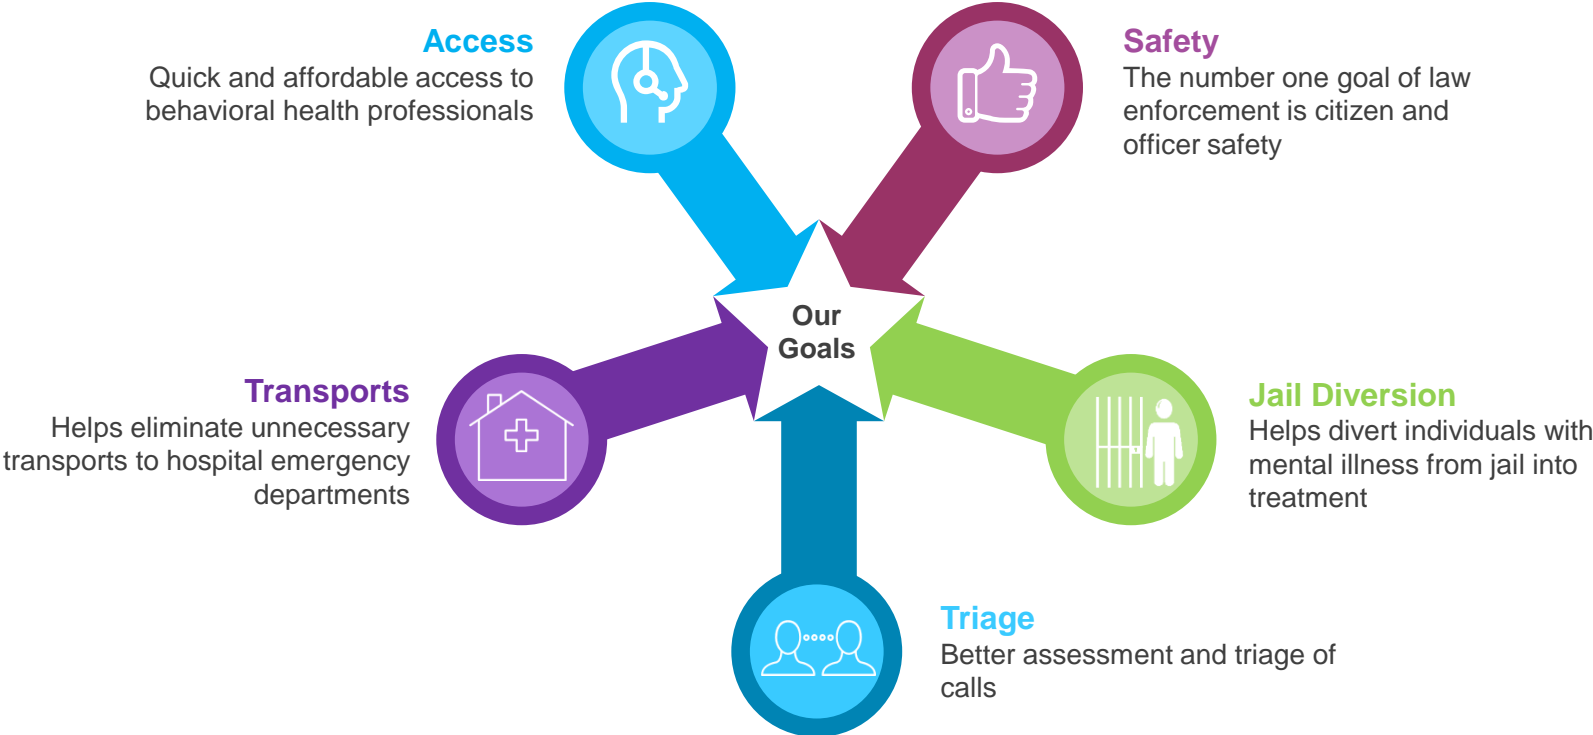 Access
Quick and affordable access to
behavioral health professionals
Safety
The number one goal of law
enforcement is citizen and
officer safety
Our
Goals
Transports
Helps eliminate unnecessary
transports to hospital emergency
departments
Jail Diversion
Helps divert individuals with
mental illness from jail into
treatment
Triage
Better assessment and triage of
calls